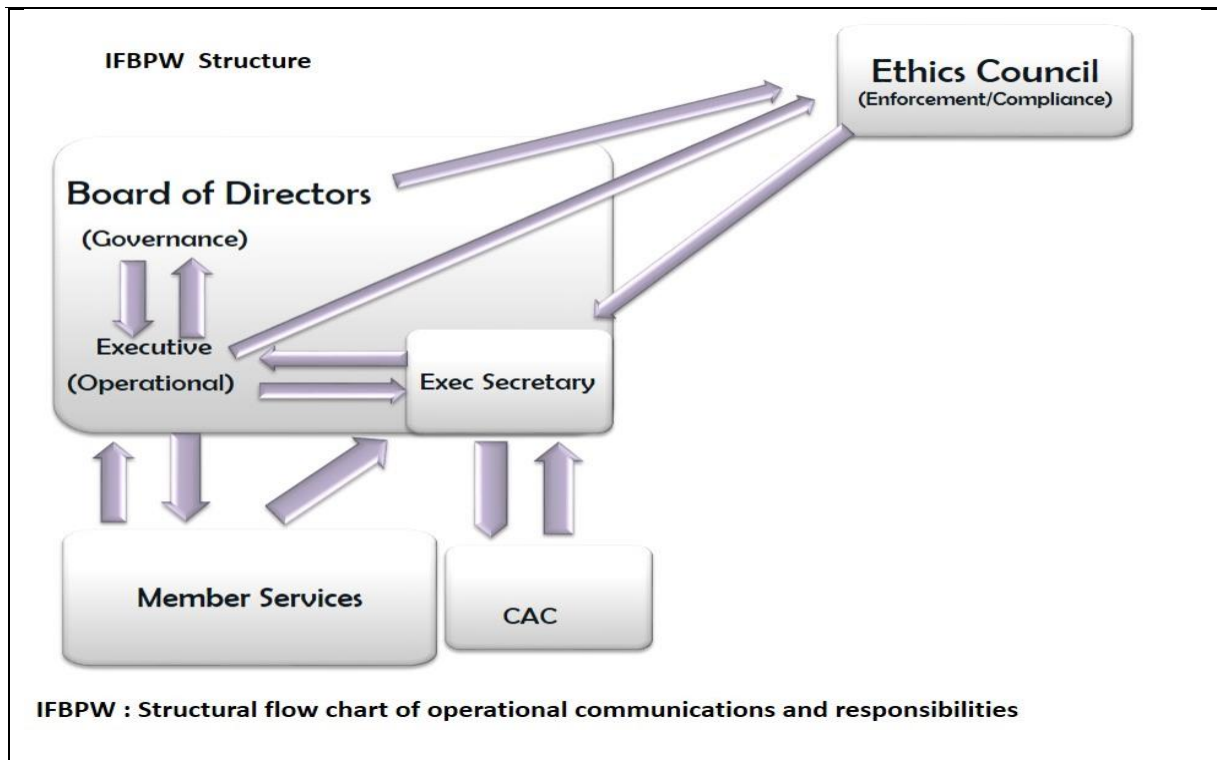 IFBPW Structure
Ethics Council
(Enforcement/Compliance)
Board of Directors
(Governance)
Executive
(Operational)
Exec Secretary
Member Services
CAC
IFBPW : Structural flow chart of operational communications and responsibilities